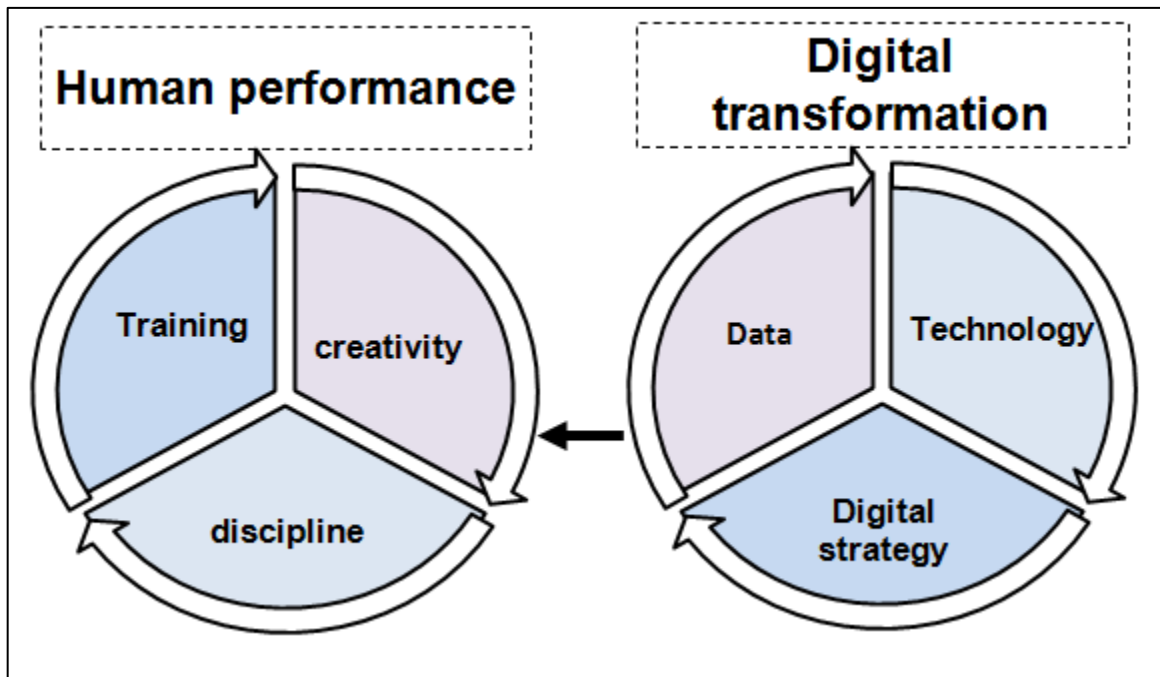 Human performance
Digital
transformation
Training
creativity
discipline
Data
Technology
Digital
strategy